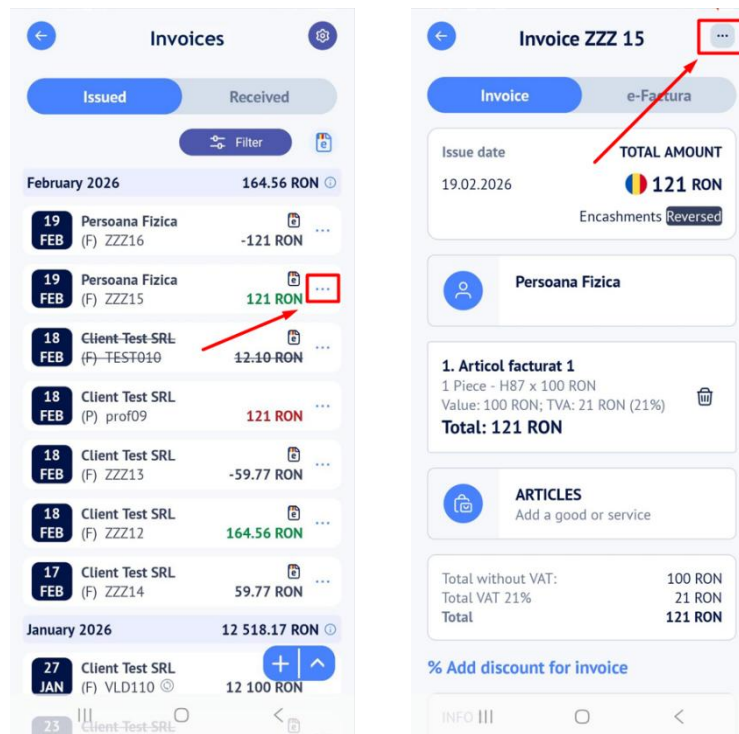 Invoices
Issued
Received
Filter
February 2026
164.56 RON
19 FEB
Persoana Fizica
(F) ZZZ16
-121 RON
19 FEB
Persoana Fizica
(F) ZZZ15
121 RON
18 FEB
Client Test SRL
(F) TEST010
12.10 RON
18 FEB
Client Test SRL
(P) prof09
121 RON
18 FEB
Client Test SRL
(F) ZZZ13
-59.77 RON
18 FEB
Client Test SRL
(F) ZZZ12
164.56 RON
17 FEB
Client Test SRL
(F) ZZZ14
59.77 RON
January 2026
12 518.17 RON
27 JAN
Client Test SRL
(F) VLD110
12 100 RON
23
Client Test SRL
Invoice ZZZ 15
Invoice
e-Factura
Issue date
TOTAL AMOUNT
19.02.2026
121 RON
Encashments Reversed
Persoana Fizica
1. Articol facturat 1
1 Piece - H87 x 100 RON
Value: 100 RON; TVA: 21 RON (21%)
Total: 121 RON
ARTICLES
Add a good or service
Total without VAT:
100 RON
Total VAT 21%
21 RON
Total
121 RON
% Add discount for invoice
INFO